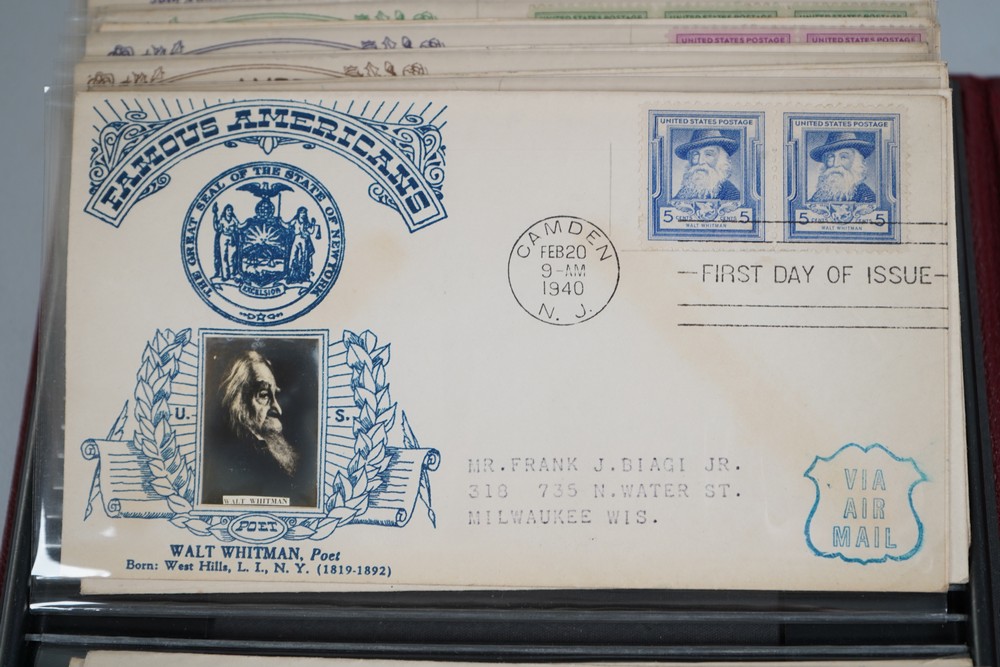 UNITED STATES POSTAGE
UNITED STATES POSTAGE
FAMOUS AMERICANS
THE GREAT SEAL OF THE STATE OF NEW YORK
EXCELSIOR
U. S.
WALT WHITMAN
POET
WALT WHITMAN, Poet
Born: West Hills, L. I., N. Y. (1819-1892)
UNITED STATES POSTAGE
5 CENTS 5
WALT WHITMAN
UNITED STATES POSTAGE
5 CENTS 5
WALT WHITMAN
CAMDEN
FEB 20
9-AM
1940
N. J.
FIRST DAY OF ISSUE
MR.FRANK J.BIAGI JR.
318 735 N.WATER ST.
MILWAUKEE WIS.
VIA
AIR
MAIL